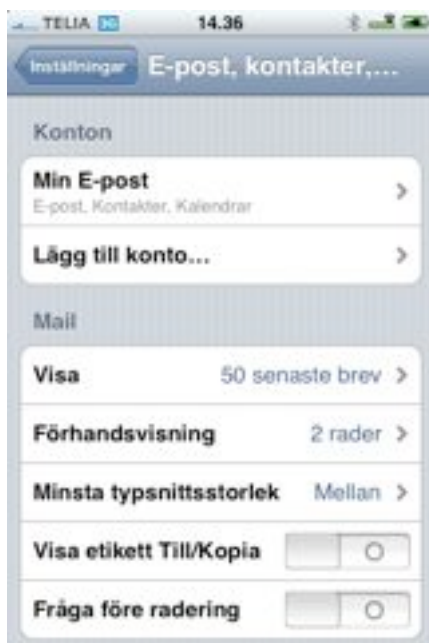 TELIA 3G 14.36
Inställningar E-post, kontakter,...
Konton
Min E-post
E-post, Kontakter, Kalendrar
Lägg till konto...
Mail
Visa 50 senaste brev
Förhandsvisning 2 rader
Minsta typsnittsstorlek Mellan
Visa etikett Till/Kopia
Fråga före radering